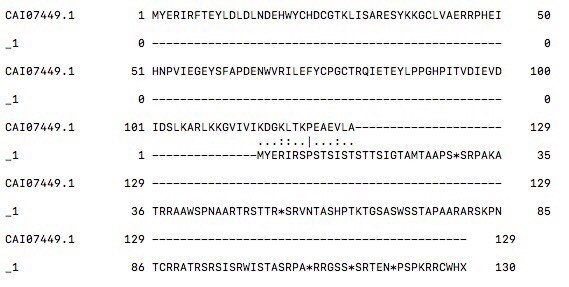 CAI07449.1 1 MYERIRFTEYLDLDLNDEHWYCHDCGTKLISARESYKKGCLVAERRPHEI 50
_1 0 -------------------------------------------------- 0
CAI07449.1 51 HNPVIEGEYSFAPDENWVRILEFYCPGCTRQIETEYLPPGHPITVDIEVD 100
_1 0 -------------------------------------------------- 0
CAI07449.1 101 IDSLKARLKKGVIVIKDGKLTKPEAEVLA--------------------- 129
...::..|...:..
_1 1 ---------------MYERIRSPSTSISTSTTSIGTAMTAAPS*SRPAKA 35
CAI07449.1 129 -------------------------------------------------- 129
_1 36 TRRAAWSPNAARTRSTTR*SRVNTASHPTKTGSASWSSTAPAARARSKPN 85
CAI07449.1 129 --------------------------------------------- 129
_1 86 TCRRATRSRSISRWISTASRPA*RRGSS*SRTEN*PSPKRRCWHX 130